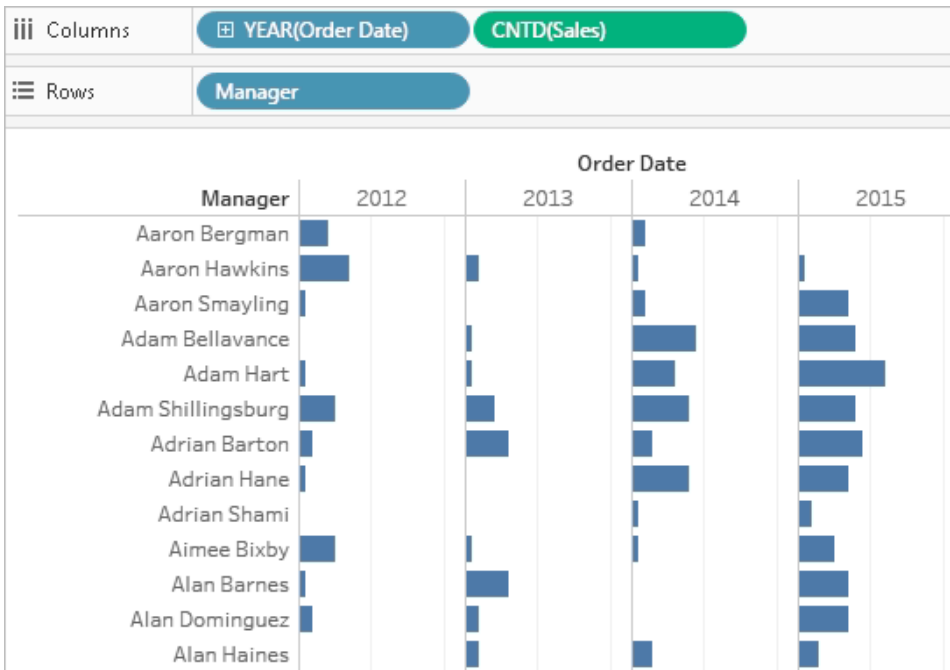 Columns YEAR(Order Date) CNTD(Sales)
Rows Manager
Order Date
Manager 2012 2013 2014 2015
Aaron Bergman
Aaron Hawkins
Aaron Smayling
Adam Bellavance
Adam Hart
Adam Shillingsburg
Adrian Barton
Adrian Hane
Adrian Shami
Aimee Bixby
Alan Barnes
Alan Dominguez
Alan Haines